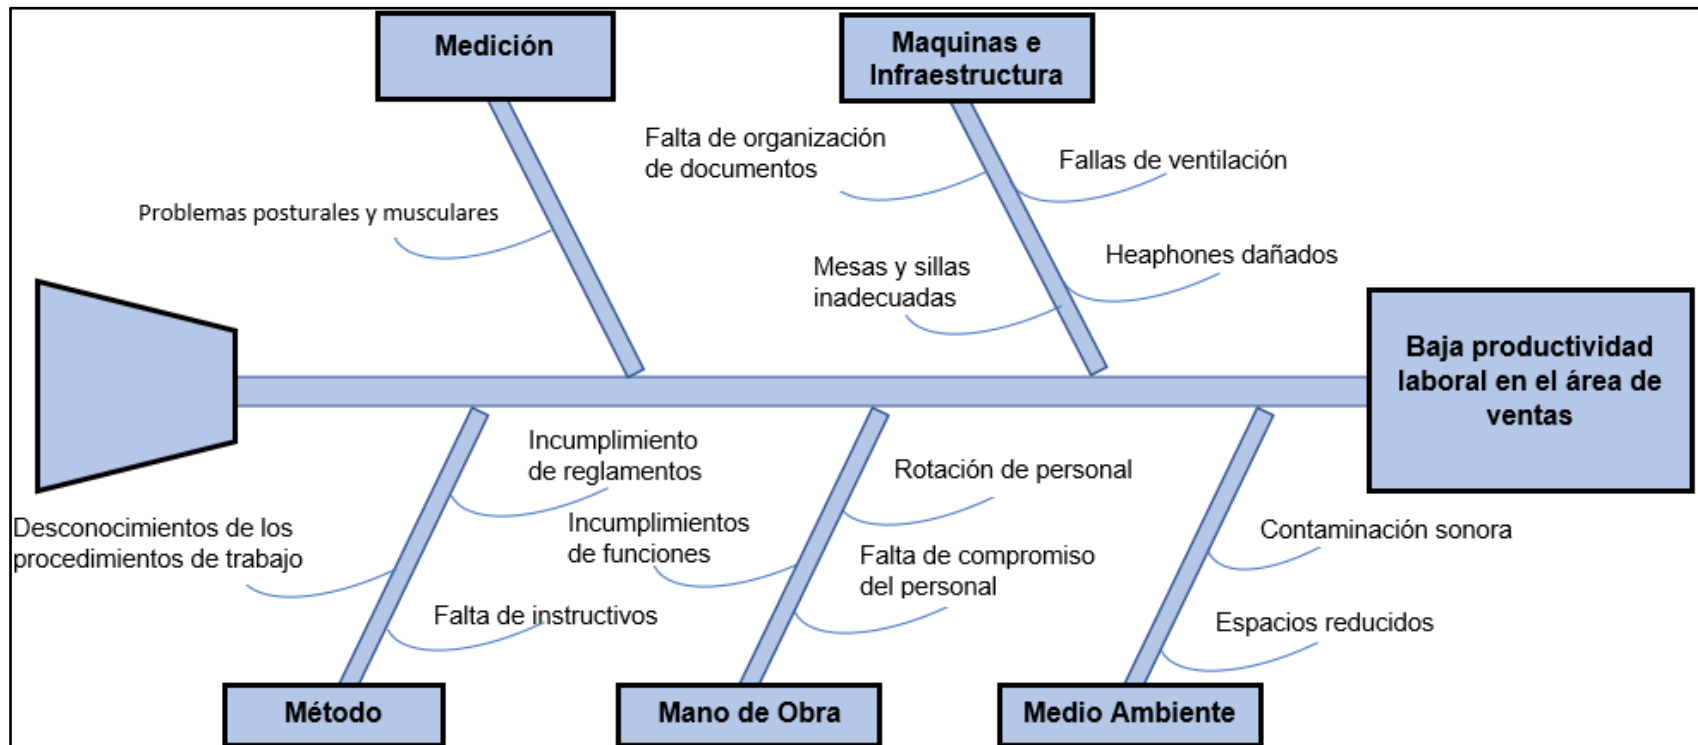 Medición
Maquinas e
Infraestructura
Falta de organización
de documentos
Fallas de ventilación
Problemas posturales y musculares
Mesas y sillas
inadecuadas
Heaphones dañados
Baja productividad
laboral en el área de
ventas
Incumplimiento
de reglamentos
Desconocimientos de los
procedimientos de trabajo
Falta de instructivos
Incumplimientos
de funciones
Rotación de personal
Falta de compromiso
del personal
Contaminación sonora
Espacios reducidos
Método
Mano de Obra
Medio Ambiente